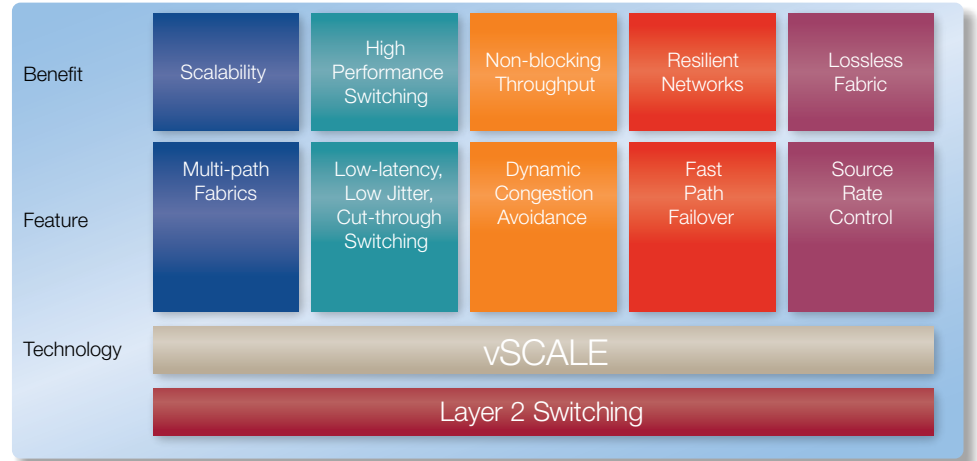 Benefit
Scalability
High
Performance
Switching
Non-blocking
Throughput
Resilient
Networks
Lossless
Fabric
Feature
Multi-path
Fabrics
Low-latency,
Low Jitter,
Cut-through
Switching
Dynamic
Congestion
Avoidance
Fast
Path
Failover
Source
Rate
Control
Technology
vSCALE
Layer 2 Switching